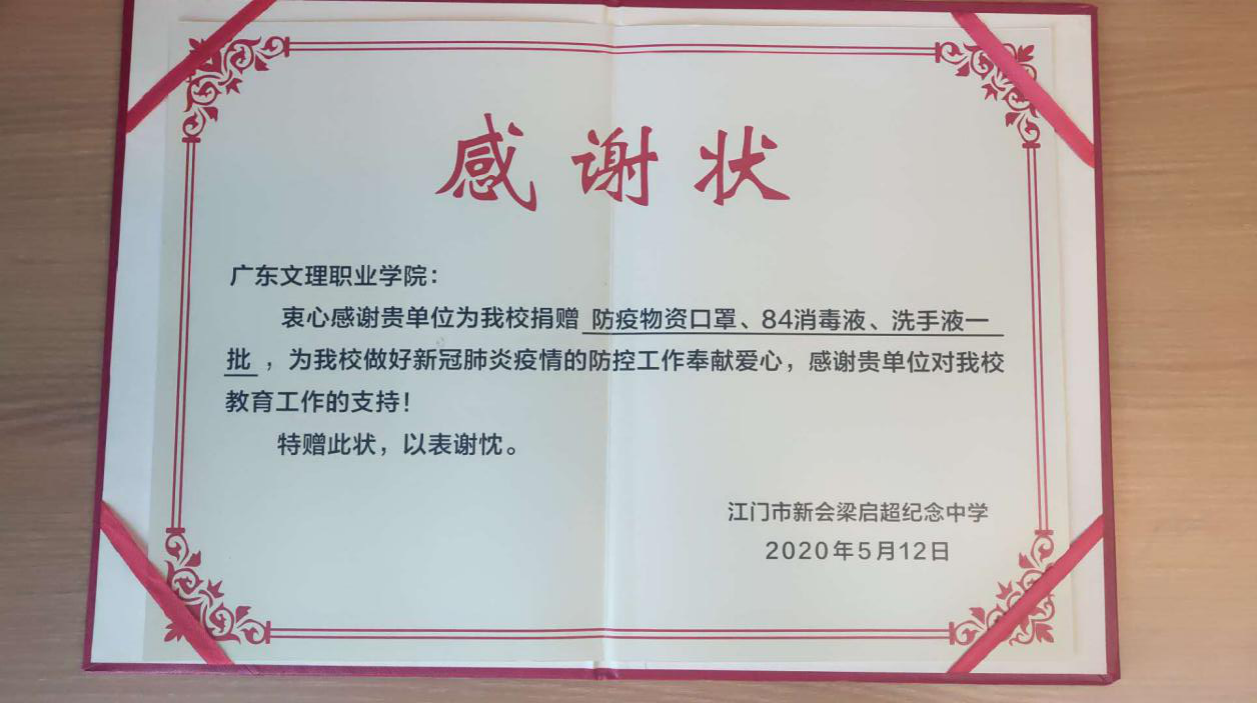 感谢状
广东文理职业学院：
衷心感谢贵单位为我校捐赠 防疫物资口罩、84消毒液、洗手液一
批 ，为我校做好新冠肺炎疫情的防控工作奉献爱心，感谢贵单位对我校
教育工作的支持！
特赠此状，以表谢忱。
江门市新会梁启超纪念中学
2020年5月12日